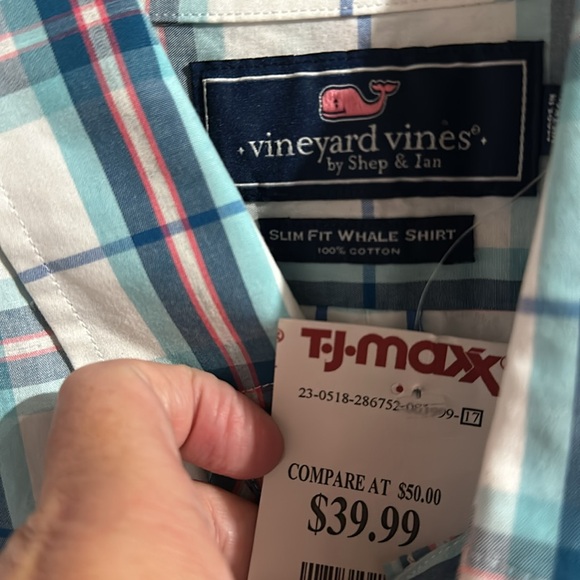 vineyard vines®
by Shep & Ian
SLIM FIT WHALE SHIRT
100% COTTON
T·J·maxx®
23-0518-286752-
-17
COMPARE AT $50.00
$39.99